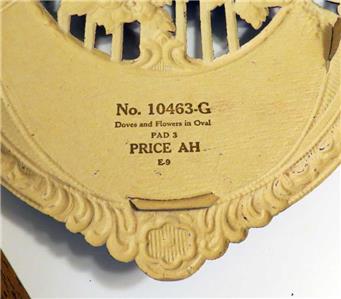 No. 10463-G
Doves and Flowers in Oval
PAD 3
PRICE AH
E-9